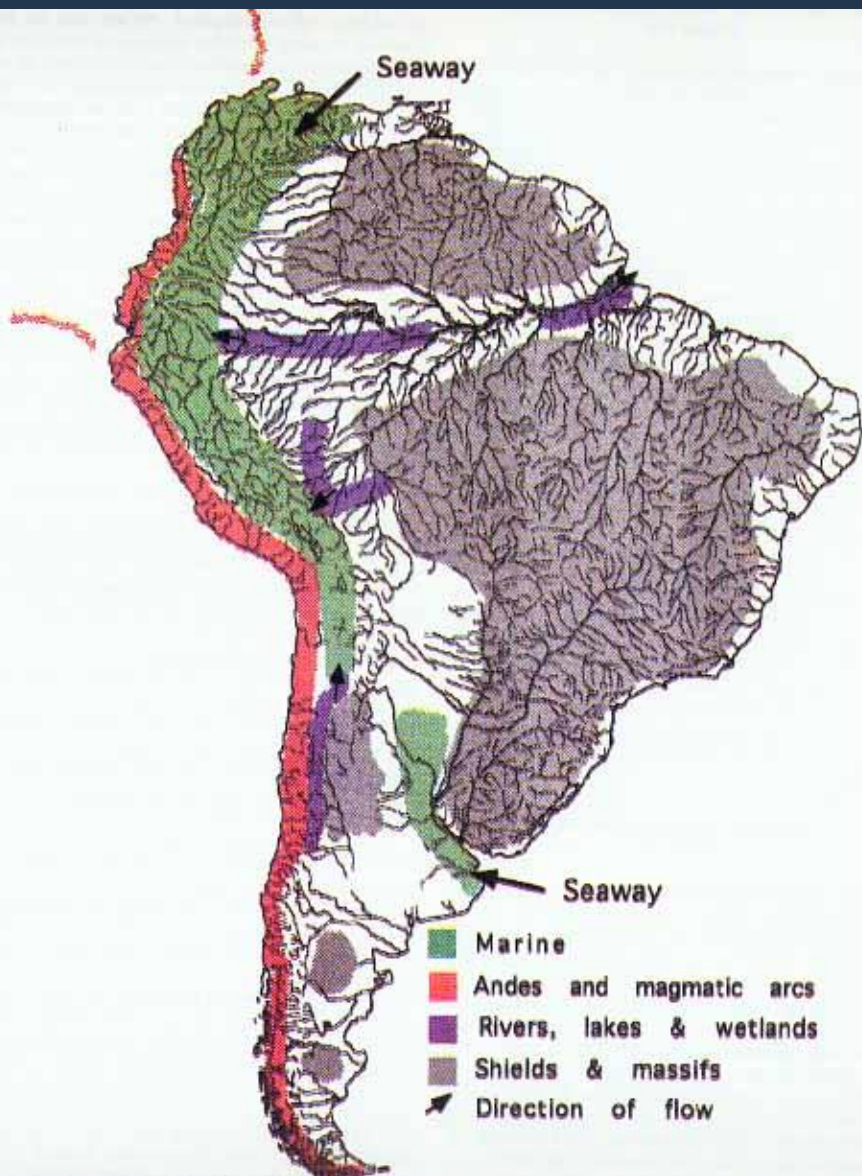 Seaway
Seaway
Marine
Andes and magmatic arcs
Rivers, lakes & wetlands
Shields & massifs
Direction of flow